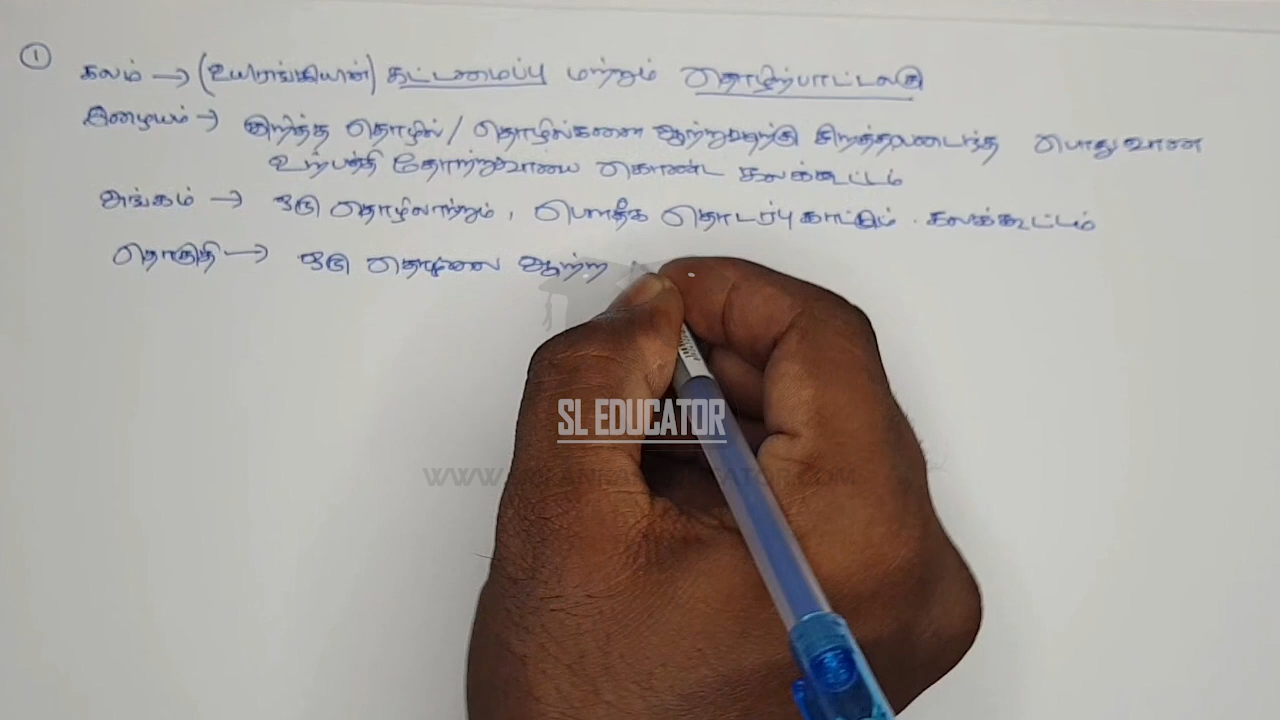 ① கலம் → (உயிரங்கியின்) கட்டமைப்பு மற்றும் தொழிற்பாட்டலகு
இழையம் → குறித்த தொழில் / தொழில்களை ஆற்றுவதற்கு சிறத்தலடைந்த பொதுவான
உற்பத்தி தோற்றுவாயை கொண்ட கலக்கூட்டம்
அங்கம் → ஒரு தொழிலாற்றும், பௌதீக தொடர்பு காட்டும் கலக்கூட்டம்
தொகுதி → ஒரு தொழிலை ஆற்ற
SL EDUCATOR